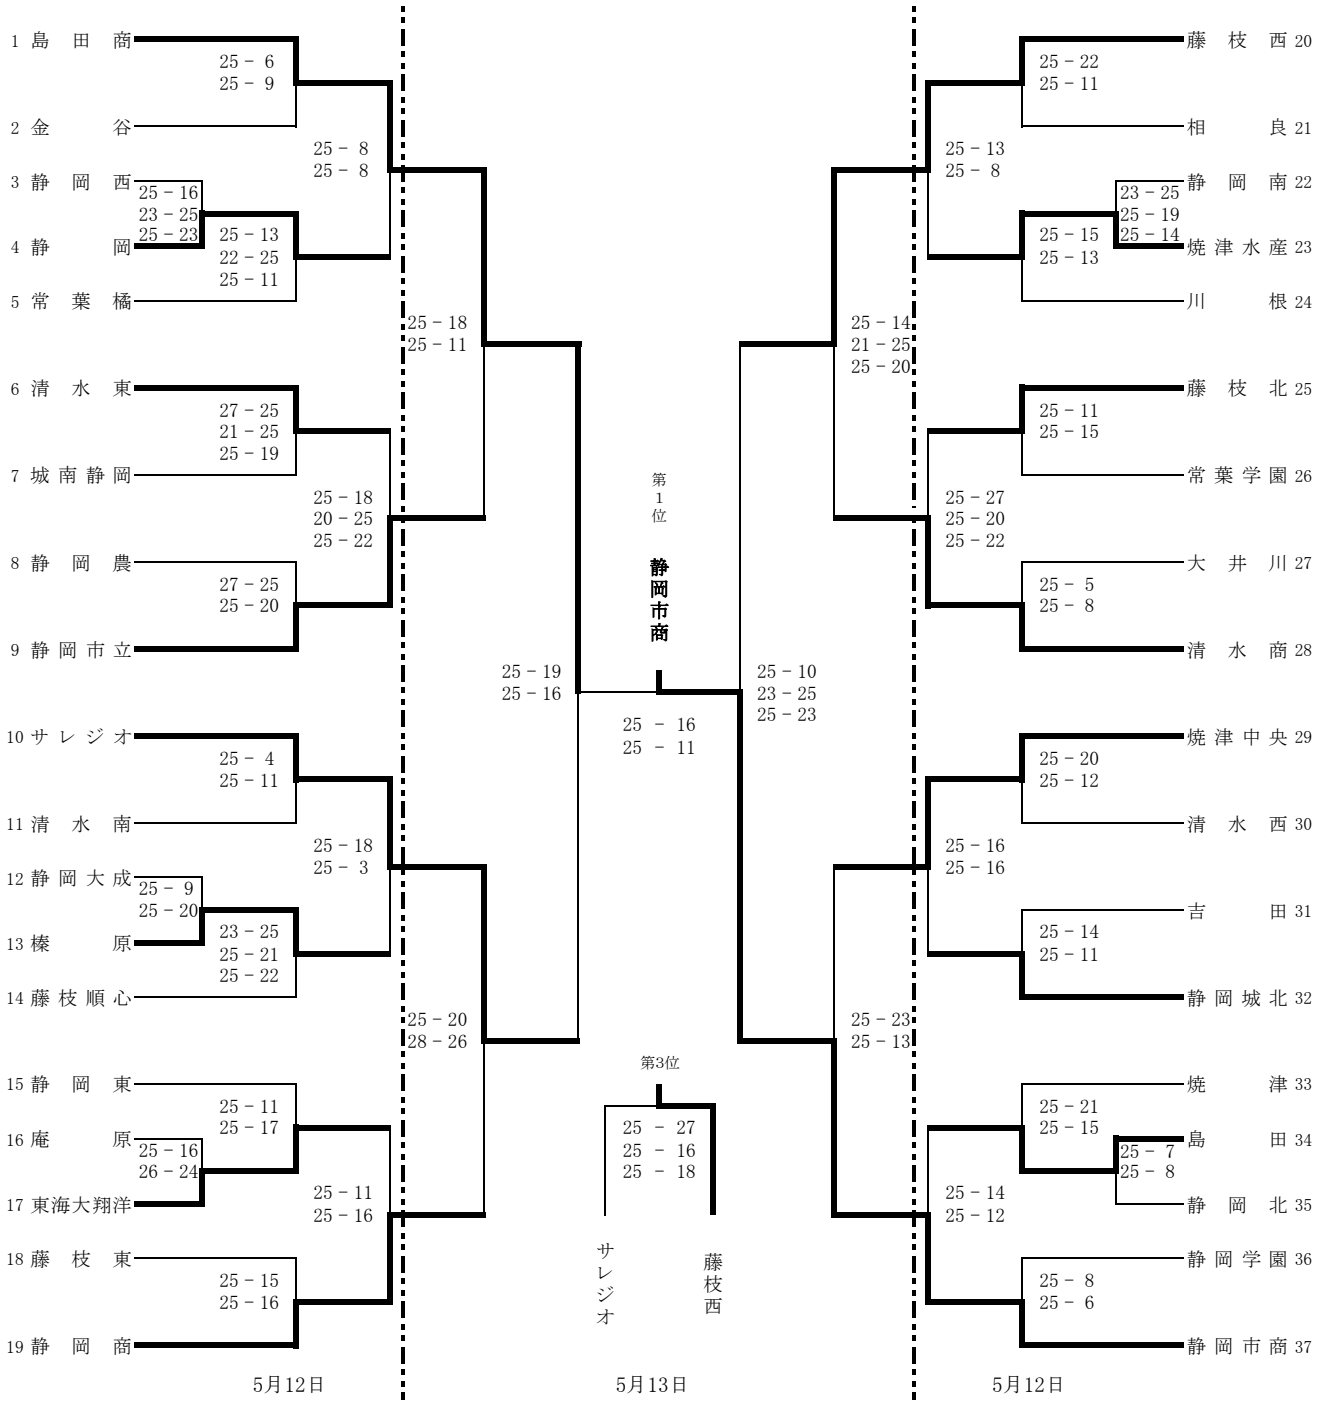 1 島田商
25 - 6
25 - 9
2 金谷
25 - 8
25 - 8
3 静岡西
25 - 16
23 - 25
25 - 23
4 静岡
25 - 13
22 - 25
25 - 11
5 常葉橘
25 - 18
25 - 11
6 清水東
27 - 25
21 - 25
25 - 19
7 城南静岡
25 - 18
20 - 25
25 - 22
8 静岡農
27 - 25
25 - 20
9 静岡市立
25 - 19
25 - 16
10 サレジオ
25 - 4
25 - 11
11 清水南
25 - 18
25 - 3
12 静岡大成
25 - 9
25 - 20
13 榛原
23 - 25
25 - 21
25 - 22
14 藤枝順心
25 - 20
28 - 26
15 静岡東
25 - 11
25 - 17
16 庵原
25 - 16
26 - 24
17 東海大翔洋
25 - 11
25 - 16
18 藤枝東
25 - 15
25 - 16
19 静岡商
5月12日
第1位
静岡市商
25 - 16
25 - 11
第3位
25 - 27
25 - 16
25 - 18
サレジオ
藤枝西
5月13日
藤枝西 20
25 - 22
25 - 11
相良 21
25 - 13
25 - 8
静岡南 22
23 - 25
25 - 19
25 - 14
焼津水産 23
25 - 15
25 - 13
川根 24
25 - 14
21 - 25
25 - 20
藤枝北 25
25 - 11
25 - 15
常葉学園 26
25 - 27
25 - 20
25 - 22
大井川 27
25 - 5
25 - 8
清水商 28
25 - 10
23 - 25
25 - 23
焼津中央 29
25 - 20
25 - 12
清水西 30
25 - 16
25 - 16
吉田 31
25 - 14
25 - 11
静岡城北 32
25 - 23
25 - 13
焼津 33
25 - 21
25 - 15
島田 34
25 - 7
25 - 8
静岡北 35
25 - 14
25 - 12
静岡学園 36
25 - 8
25 - 6
静岡市商 37
5月12日